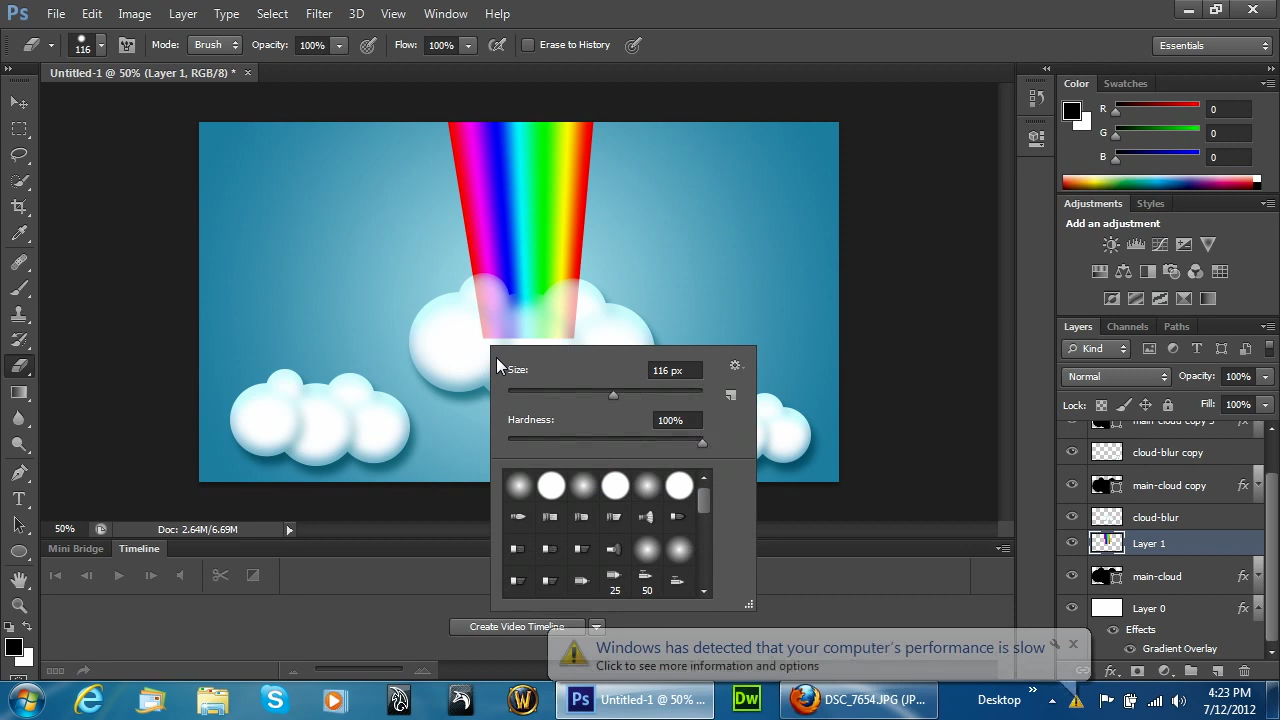 Ps File Edit Image Layer Type Select Filter 3D View Window Help
116 Mode: Brush Opacity: 100% Flow: 100% Erase to History Essentials
Untitled-1 @ 50% (Layer 1, RGB/8) * ×
Color Swatches
R 0
G 0
B 0
Adjustments Styles
Add an adjustment
Layers Channels Paths
Kind
Normal Opacity: 100%
Lock: Fill: 100%
cloud-blur copy
main-cloud copy fx
cloud-blur
Layer 1
main-cloud fx
Layer 0 fx
Effects
Gradient Overlay
Size: 116 px
Hardness: 100%
25 50
50% Doc: 2.64M/6.69M
Mini Bridge Timeline
Create Video Timeline
Windows has detected that your computer's performance is slow
Click to see more information and options
Ps Untitled-1 @ 50% ... Dw DSC_7654.JPG (JP... Desktop
4:23 PM
7/12/2012